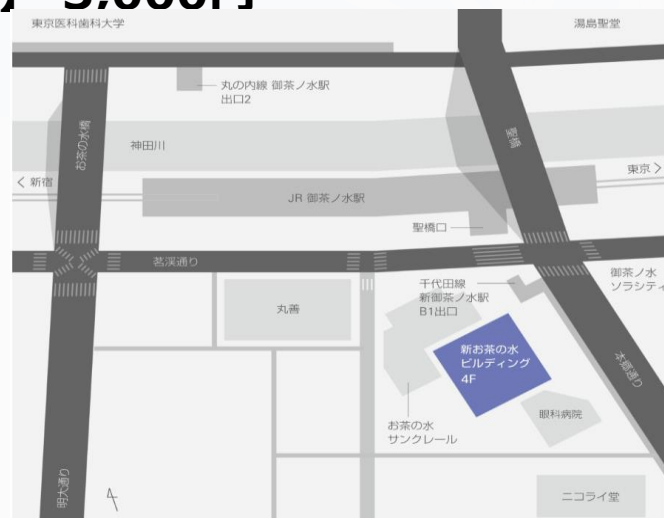 3,000円】
東京医科歯科大学
湯島聖堂
丸の内線 御茶ノ水駅
出口2
お茶の水橋
聖橋
神田川
< 新宿
東京 >
JR 御茶ノ水駅
聖橋口
茗渓通り
千代田線
新御茶ノ水駅
B1出口
御茶ノ水
ソラシティ
丸善
新お茶の水
ビルディング
4F
本郷通り
お茶の水
サンクレール
眼科病院
明大通り
ニコライ堂